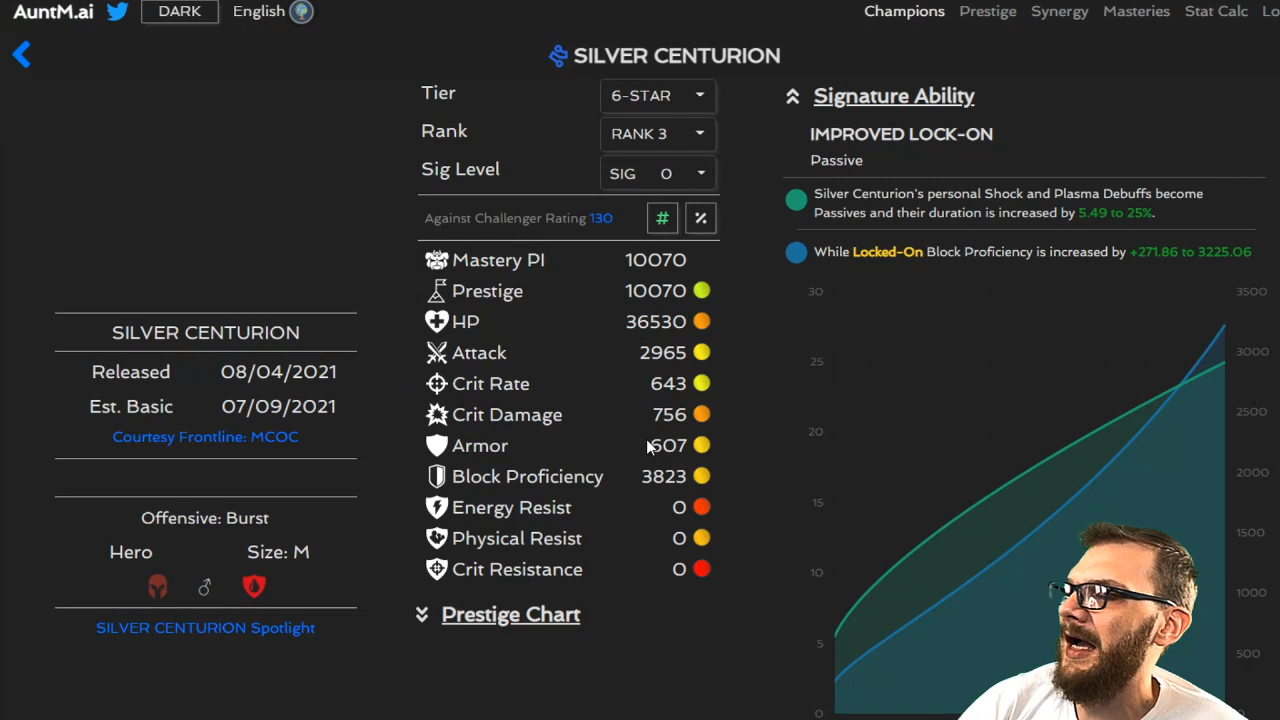 AuntM.ai DARK English Champions Prestige Synergy Masteries Stat Calc Lo
SILVER CENTURION
Tier 6-STAR
Rank RANK 3
Sig Level SIG 0
Against Challenger Rating 130 # %
Mastery PI 10070
Prestige 10070
HP 36530
Attack 2965
Crit Rate 643
Crit Damage 756
Armor 607
Block Proficiency 3823
Energy Resist 0
Physical Resist 0
Crit Resistance 0
Prestige Chart
SILVER CENTURION
Released 08/04/2021
Est. Basic 07/09/2021
Courtesy Frontline: MCOC
Offensive: Burst
Hero Size: M
SILVER CENTURION Spotlight
Signature Ability
IMPROVED LOCK-ON
Passive
Silver Centurion's personal Shock and Plasma Debuffs become
Passives and their duration is increased by 5.49 to 25%.
While Locked-On Block Proficiency is increased by +271.86 to 3225.06
30 3500
25 3000
2500
20 2000
15 1500
10 1000
5 500
0